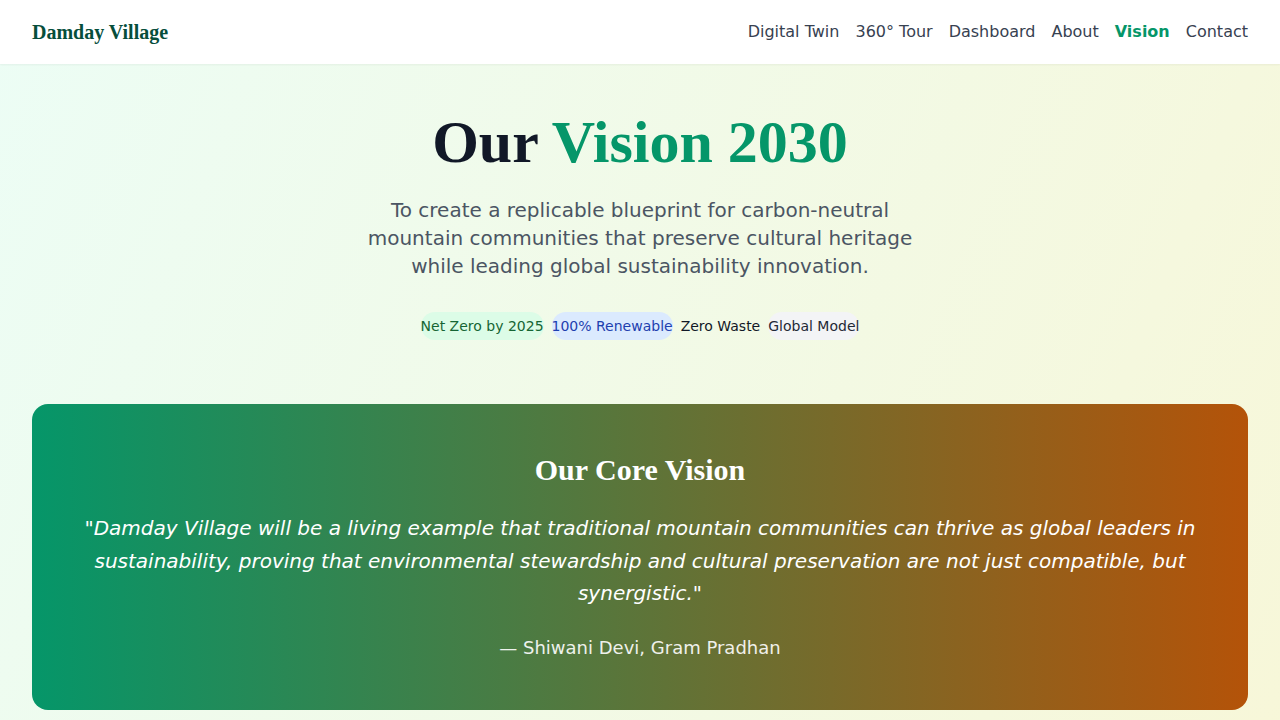 Damday Village
Digital Twin 360° Tour Dashboard About Vision Contact
Our Vision 2030
To create a replicable blueprint for carbon-neutral
mountain communities that preserve cultural heritage
while leading global sustainability innovation.
Net Zero by 2025 100% Renewable Zero Waste Global Model
Our Core Vision
"Damday Village will be a living example that traditional mountain communities can thrive as global leaders in
sustainability, proving that environmental stewardship and cultural preservation are not just compatible, but
synergistic."
— Shiwani Devi, Gram Pradhan